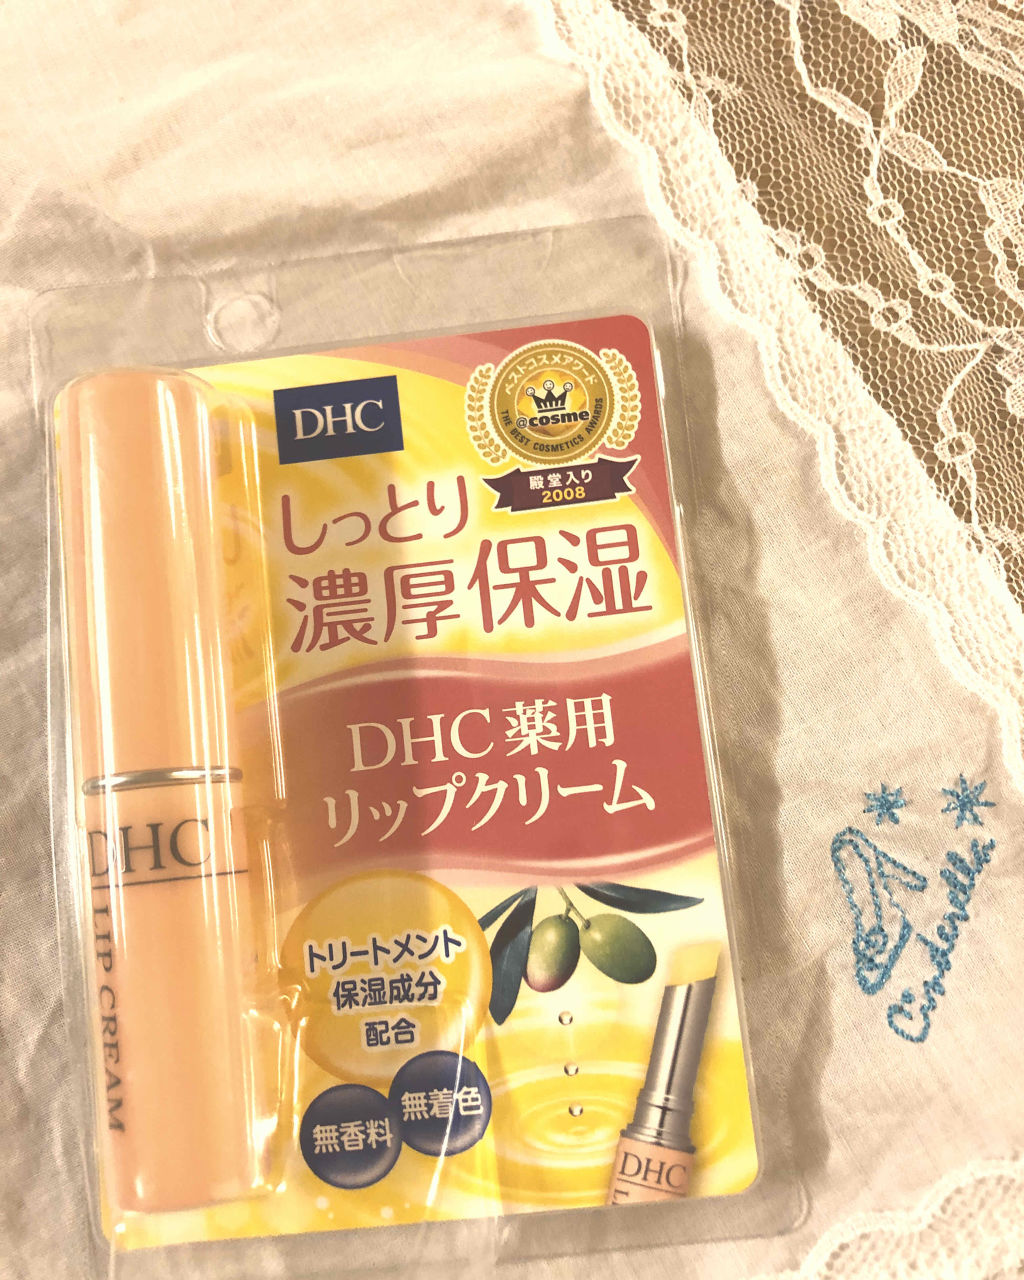 DHC
ベストコスメアワード
@cosme
THE BEST COSMETICS AWARDS
殿堂入り
2008
しっとり
濃厚保湿
DHC薬用
リップクリーム
DHC
LIP CREAM
トリートメント
保湿成分
配合
無着色
無香料
DHC
Cinderella